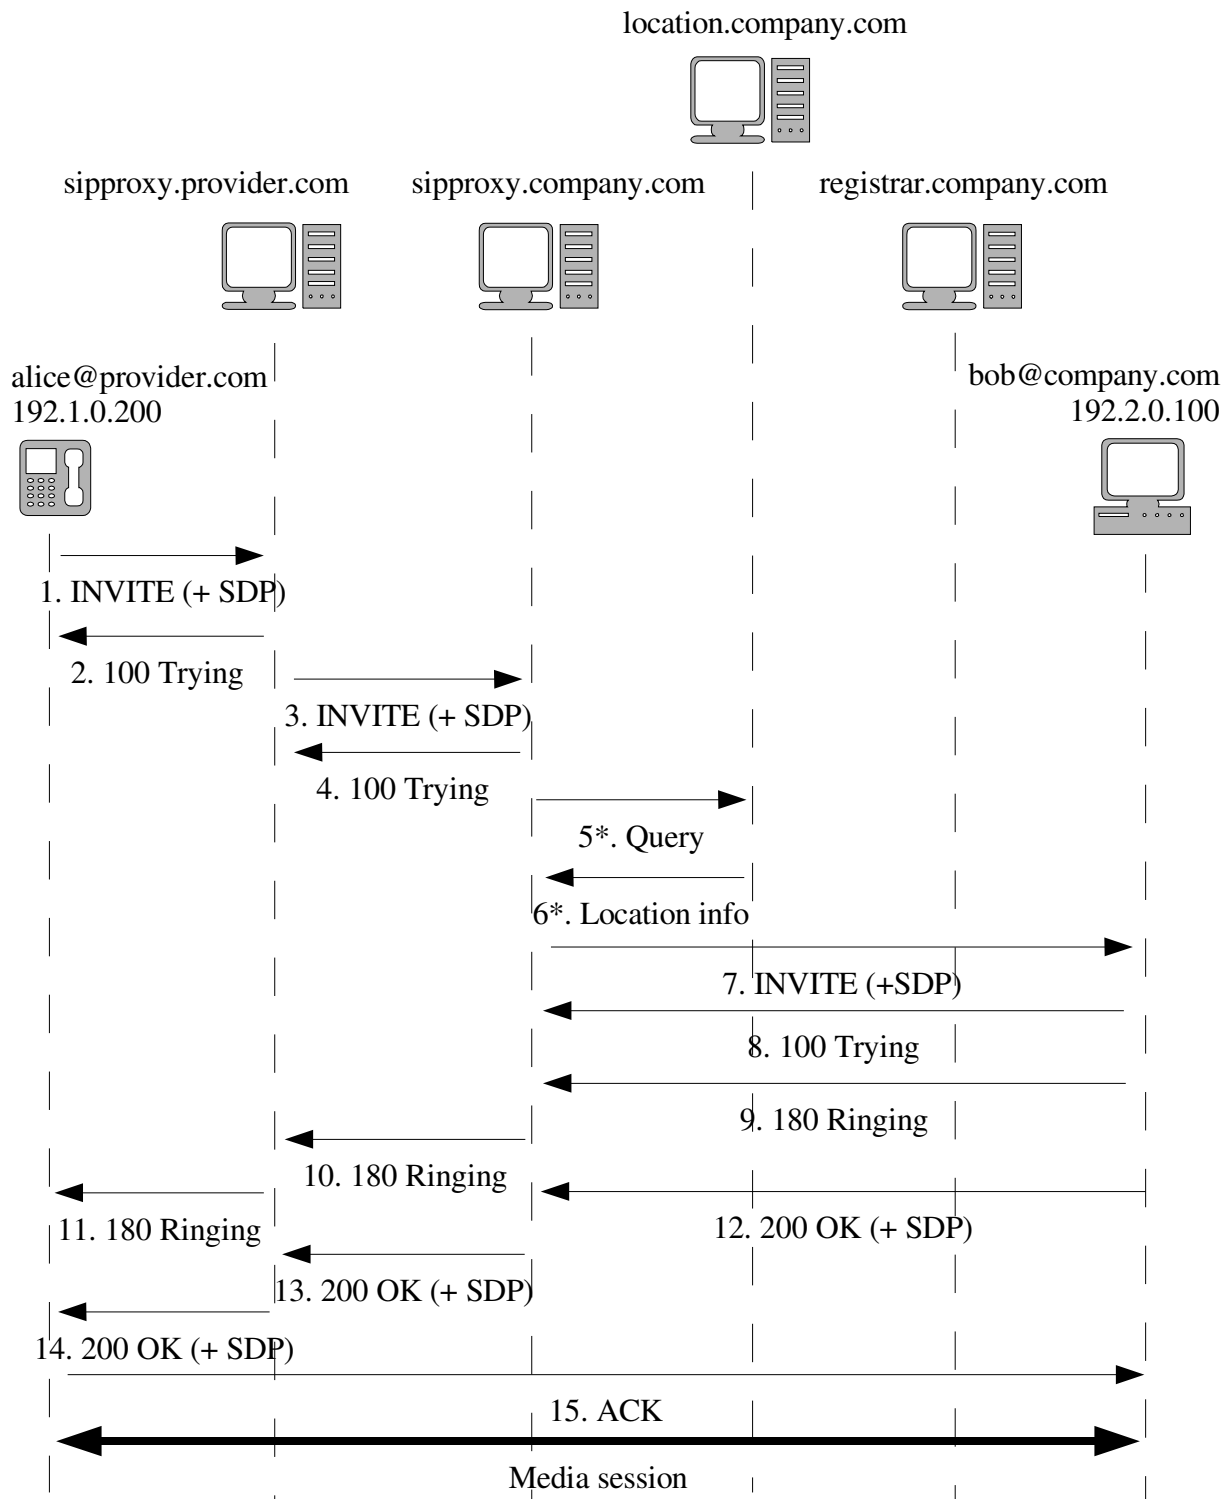 location.company.com
sipproxy.provider.com
sipproxy.company.com
registrar.company.com
alice@provider.com
192.1.0.200
bob@company.com
192.2.0.100
1. INVITE (+ SDP)
2. 100 Trying
3. INVITE (+ SDP)
4. 100 Trying
5*. Query
6*. Location info
7. INVITE (+SDP)
8. 100 Trying
9. 180 Ringing
10. 180 Ringing
11. 180 Ringing
12. 200 OK (+ SDP)
13. 200 OK (+ SDP)
14. 200 OK (+ SDP)
15. ACK
Media session